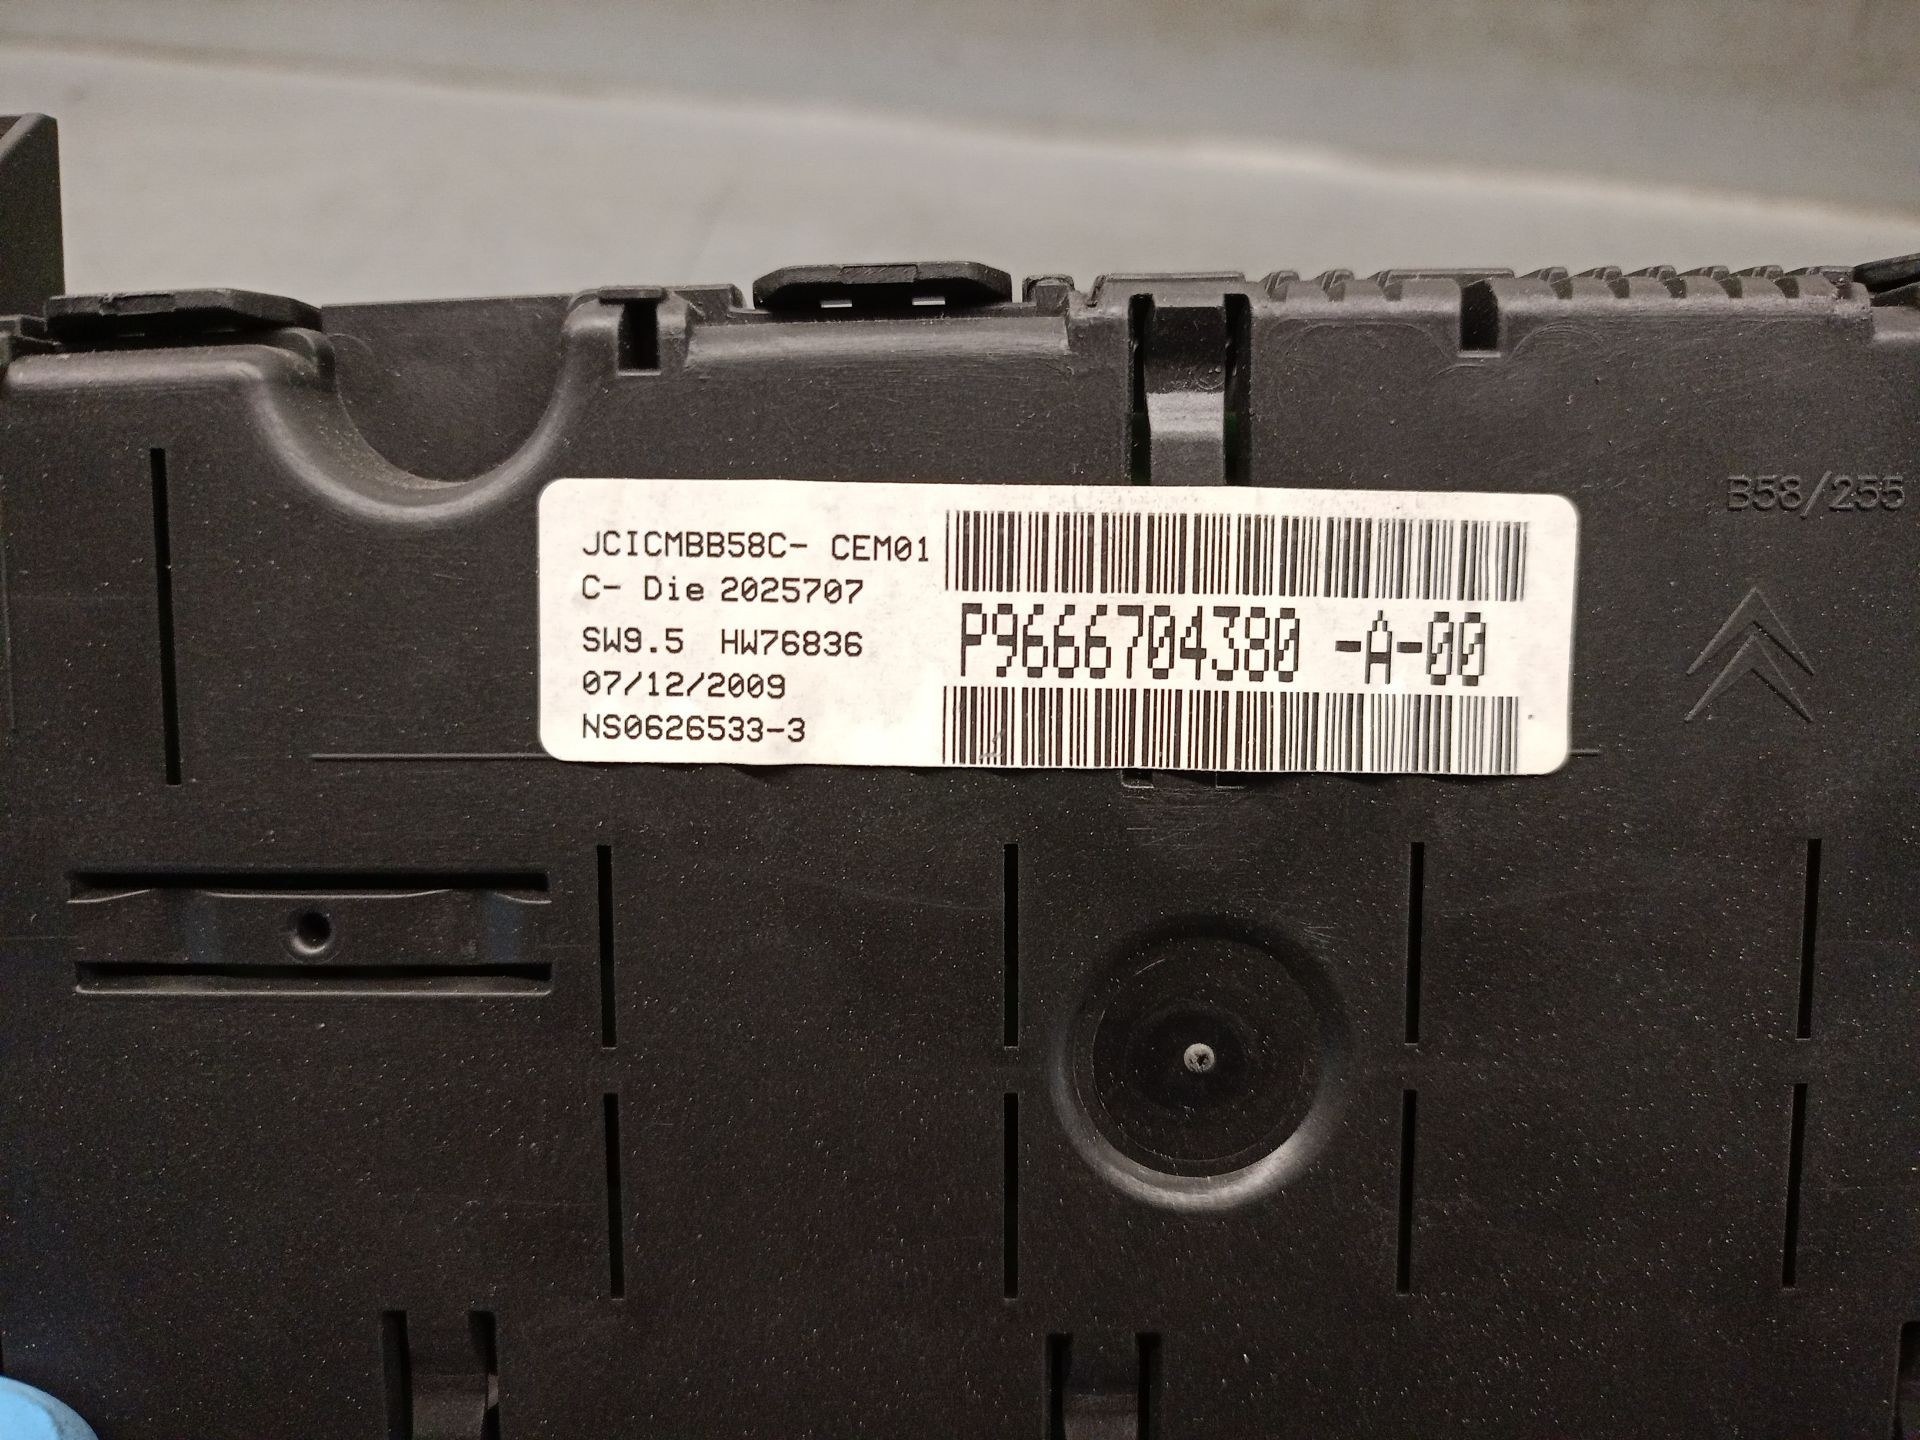 B58/255
JCICMBB58C- CEM01
C- Die 2025707
SW9.5 HW76836
07/12/2009
NS0626533-3
P9666704380 -A-00